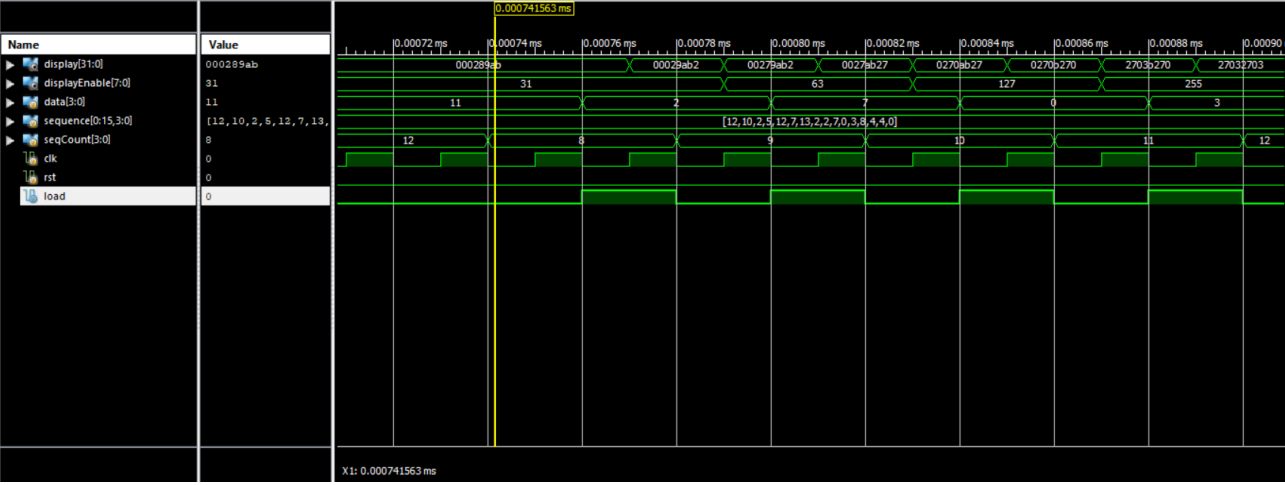 0.000741563 ms
Name Value
0.00072 ms 0.00074 ms 0.00076 ms 0.00078 ms 0.00080 ms 0.00082 ms 0.00084 ms 0.00086 ms 0.00088 ms 0.00090
display[31:0] 000289ab 000289ab 00029ab2 00279ab2 0027ab27 0270ab27 0270b270 2703b270 27032703
displayEnable[7:0] 31 31 63 127 255
data[3:0] 11 11 2 7 0 3
sequence[0:15,3:0] [12,10,2,5,12,7,13, [12,10,2,5,12,7,13,2,2,7,0,3,8,4,4,0]
seqCount[3:0] 8 12 8 9 10 11 12
clk 0
rst 0
load 0
X1: 0.000741563 ms